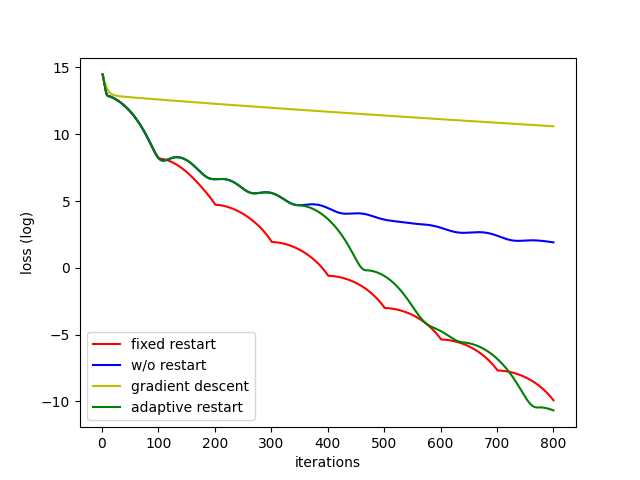 15
10
5
0
−5
−10
loss (log)
fixed restart
w/o restart
gradient descent
adaptive restart
0 100 200 300 400 500 600 700 800
iterations